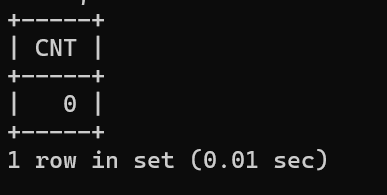 +-----+
| CNT |
+-----+
|   0 |
+-----+
1 row in set (0.01 sec)